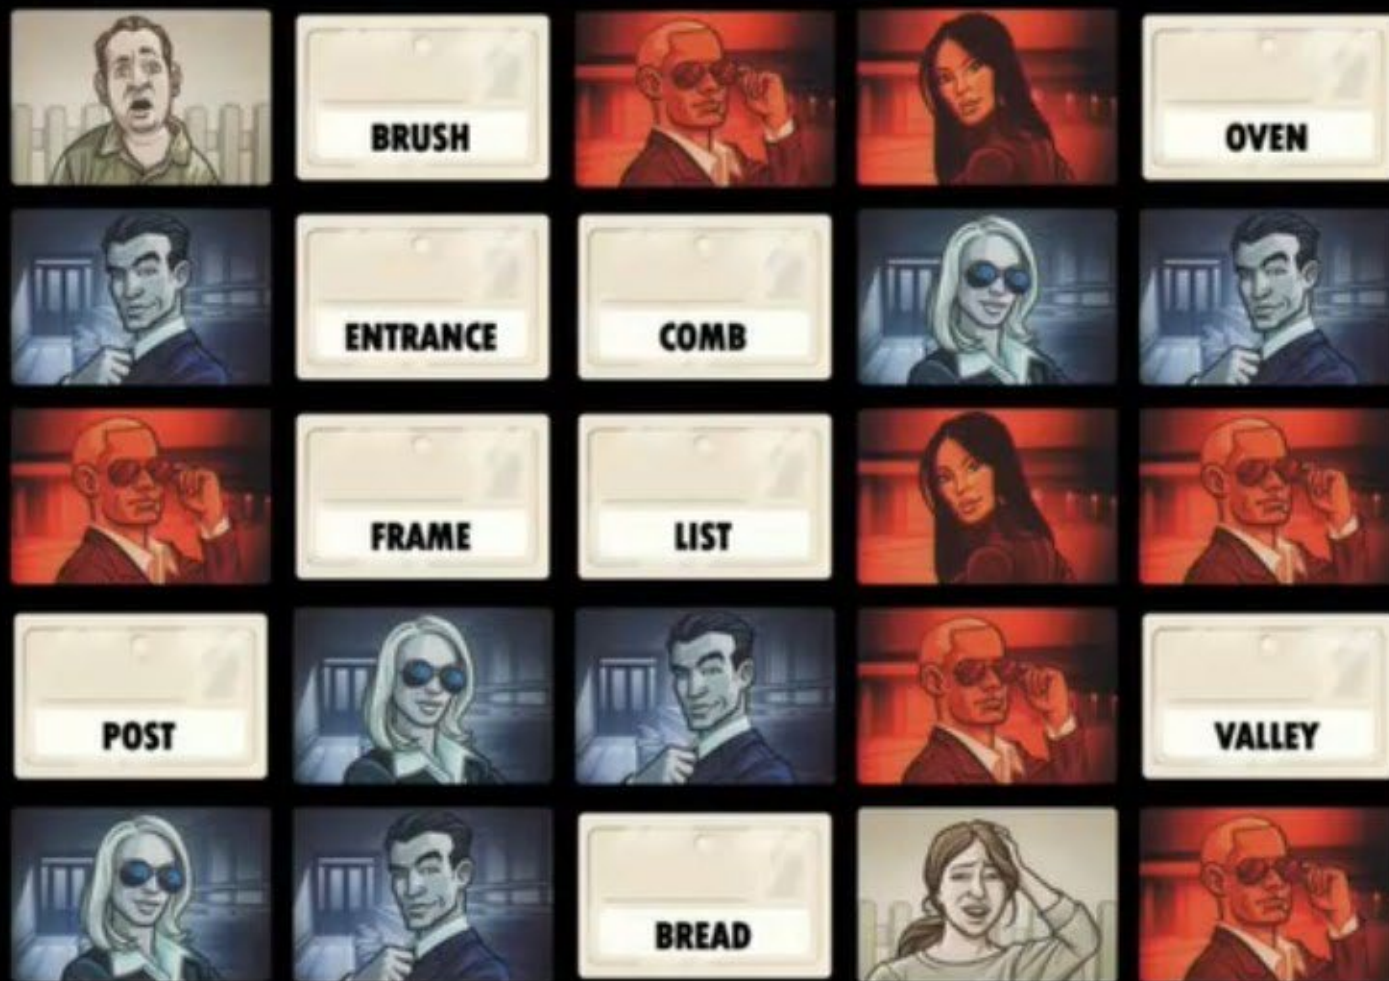 BRUSH
OVEN
ENTRANCE
COMB
FRAME
LIST
POST
VALLEY
BREAD